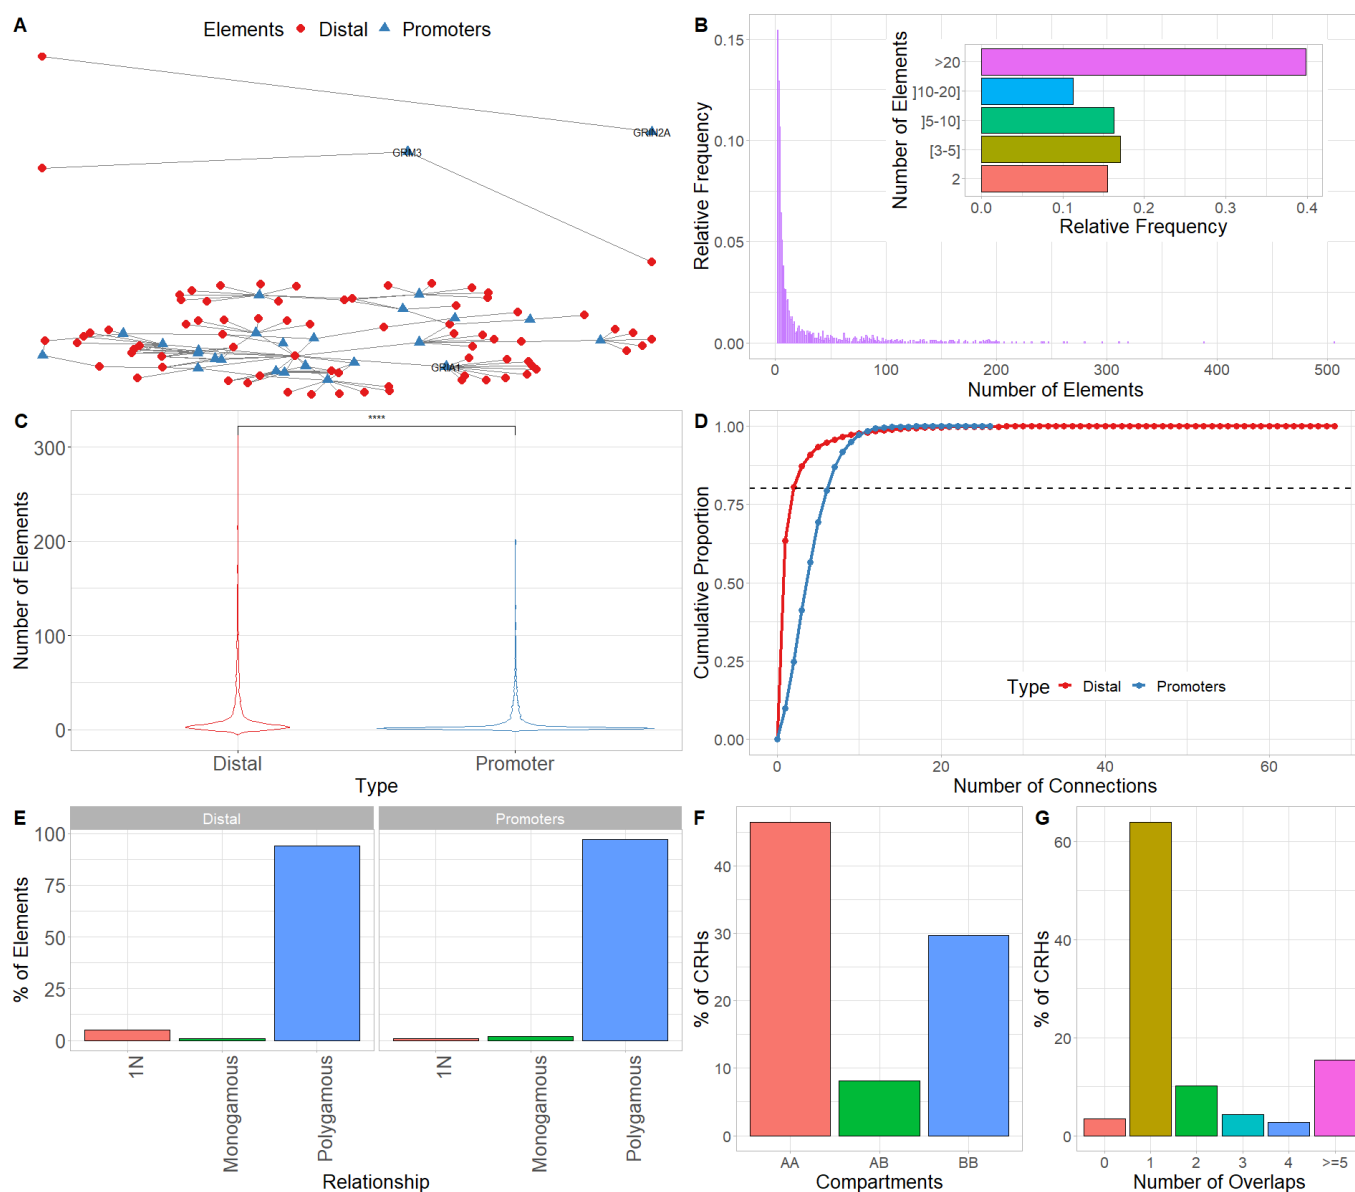 A
Elements Distal Promoters
GRIN2A
GRM3
GRIA1
B
Relative Frequency
0.15
0.10
0.05
0.00
0 100 200 300 400 500
Number of Elements
Number of Elements
>20
]10-20]
]5-10]
[3-5]
2
0.0 0.1 0.2 0.3 0.4
Relative Frequency
C
****
Number of Elements
300
200
100
0
Distal Promoter
Type
D
Cumulative Proportion
1.00
0.75
0.50
0.25
0.00
Type Distal Promoters
0 20 40 60
Number of Connections
E
Distal Promoters
% of Elements
100
75
50
25
0
1N Monogamous Polygamous 1N Monogamous Polygamous
Relationship
F
% of CRHs
40
30
20
10
0
AA AB BB
Compartments
G
% of CRHs
60
40
20
0
0 1 2 3 4 >=5
Number of Overlaps